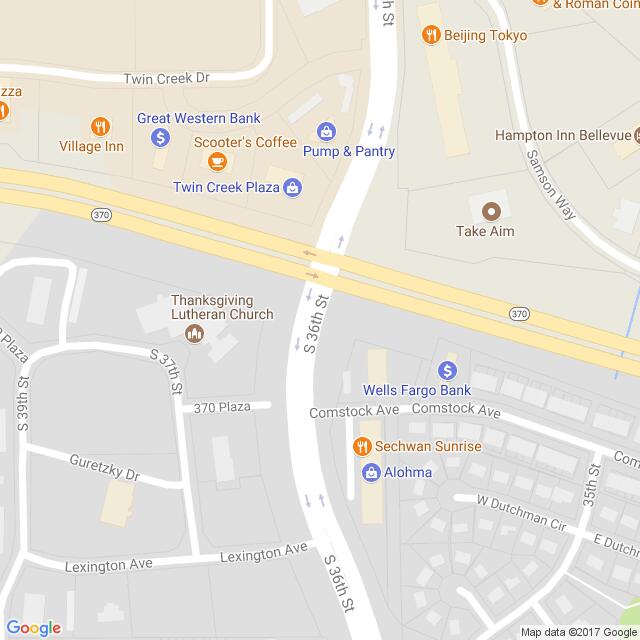 & Roman Coin
h St
Beijing Tokyo
Twin Creek Dr
zza
Great Western Bank
Village Inn
Scooter's Coffee
Pump & Pantry
Hampton Inn Bellevue
Samson Way
Twin Creek Plaza
370
Take Aim
370
Thanksgiving
Lutheran Church
S 36th St
Plaza
S 37th St
S 39th St
370 Plaza
Wells Fargo Bank
Comstock Ave
Comstock Ave
Com
Sechwan Sunrise
Alohma
35th St
Guretzky Dr
W Dutchman Cir
E Dutch
Lexington Ave
Lexington Ave
S 36th St
Google
Map data ©2017 Google